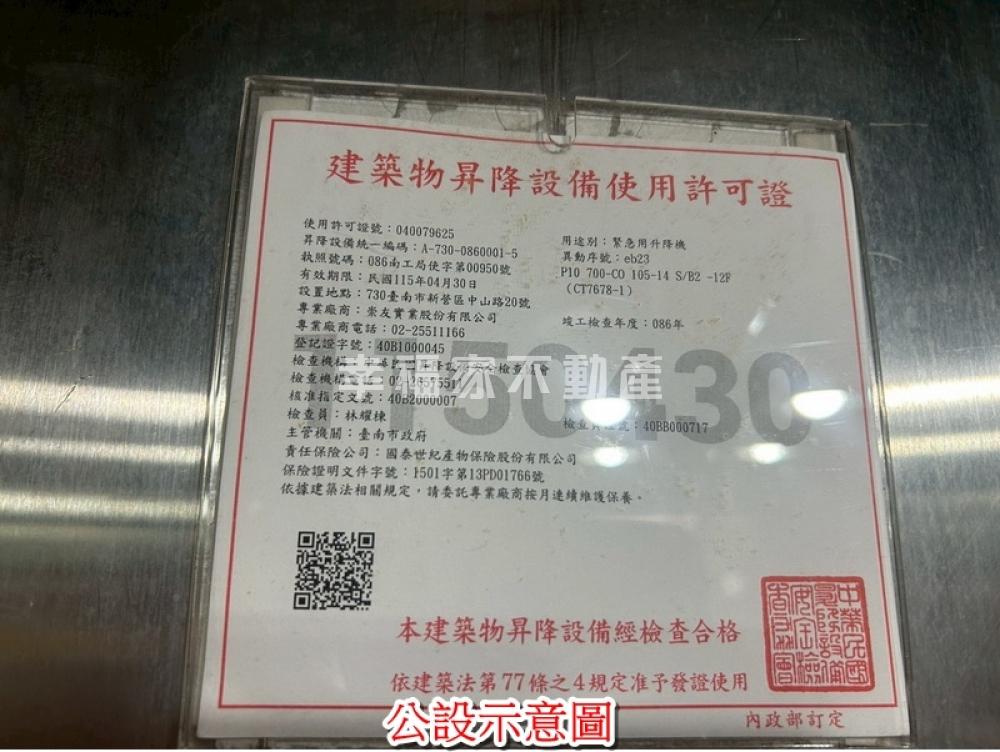 建築物昇降設備使用許可證
使用許可證號：040079625
昇降設備統一編碼：A-730-0860001-5
執照號碼：086南工局使字第00950號
有效期限：民國115年04月30日
設置地點：730臺南市新營區中山路20號
專業廠商：崇友實業股份有限公司
專業廠商電話：02-25511166
登記證字號：40B1000045
檢查機構
檢查機構
核准指定文號：40B2000007
檢查員：林耀棟
主管機關：臺南市政府
責任保險公司：國泰世紀產物保險股份有限公司
保險證明文件字號：1501字第13PD01766號
依據建築法相關規定，請委託專業廠商按月連續維護保養。
用途別：緊急用升降機
異動序號：eb23
P10 700-CO 105-14 S/B2 -12F
(CT7678-1)
竣工檢查年度：086年
40BB000717
150430
幸福家不動產
本建築物昇降設備經檢查合格
依建築法第77條之4規定准予發證使用
內政部訂定
公設示意圖